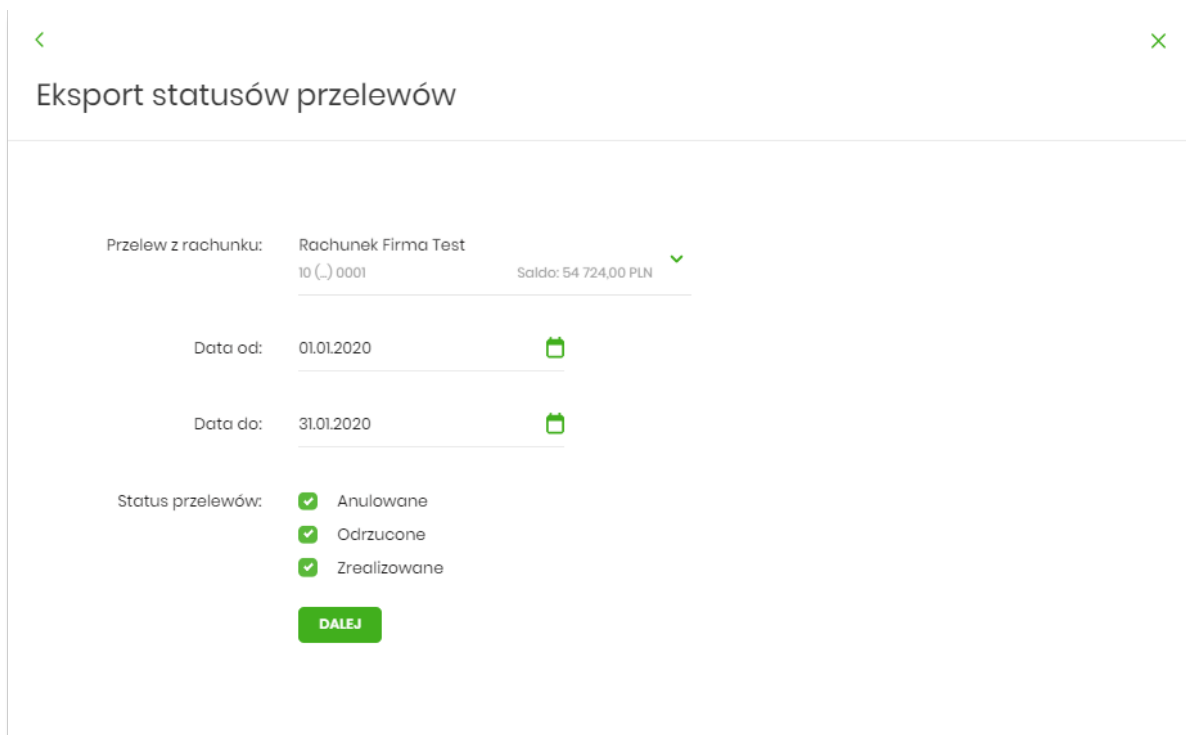 Eksport statusów przelewów
Przelew z rachunku: Rachunek Firma Test
10 (...) 0001 Saldo: 54 724,00 PLN
Data od: 01.01.2020
Data do: 31.01.2020
Status przelewów: Anulowane
Odrzucone
Zrealizowane
DALEJ